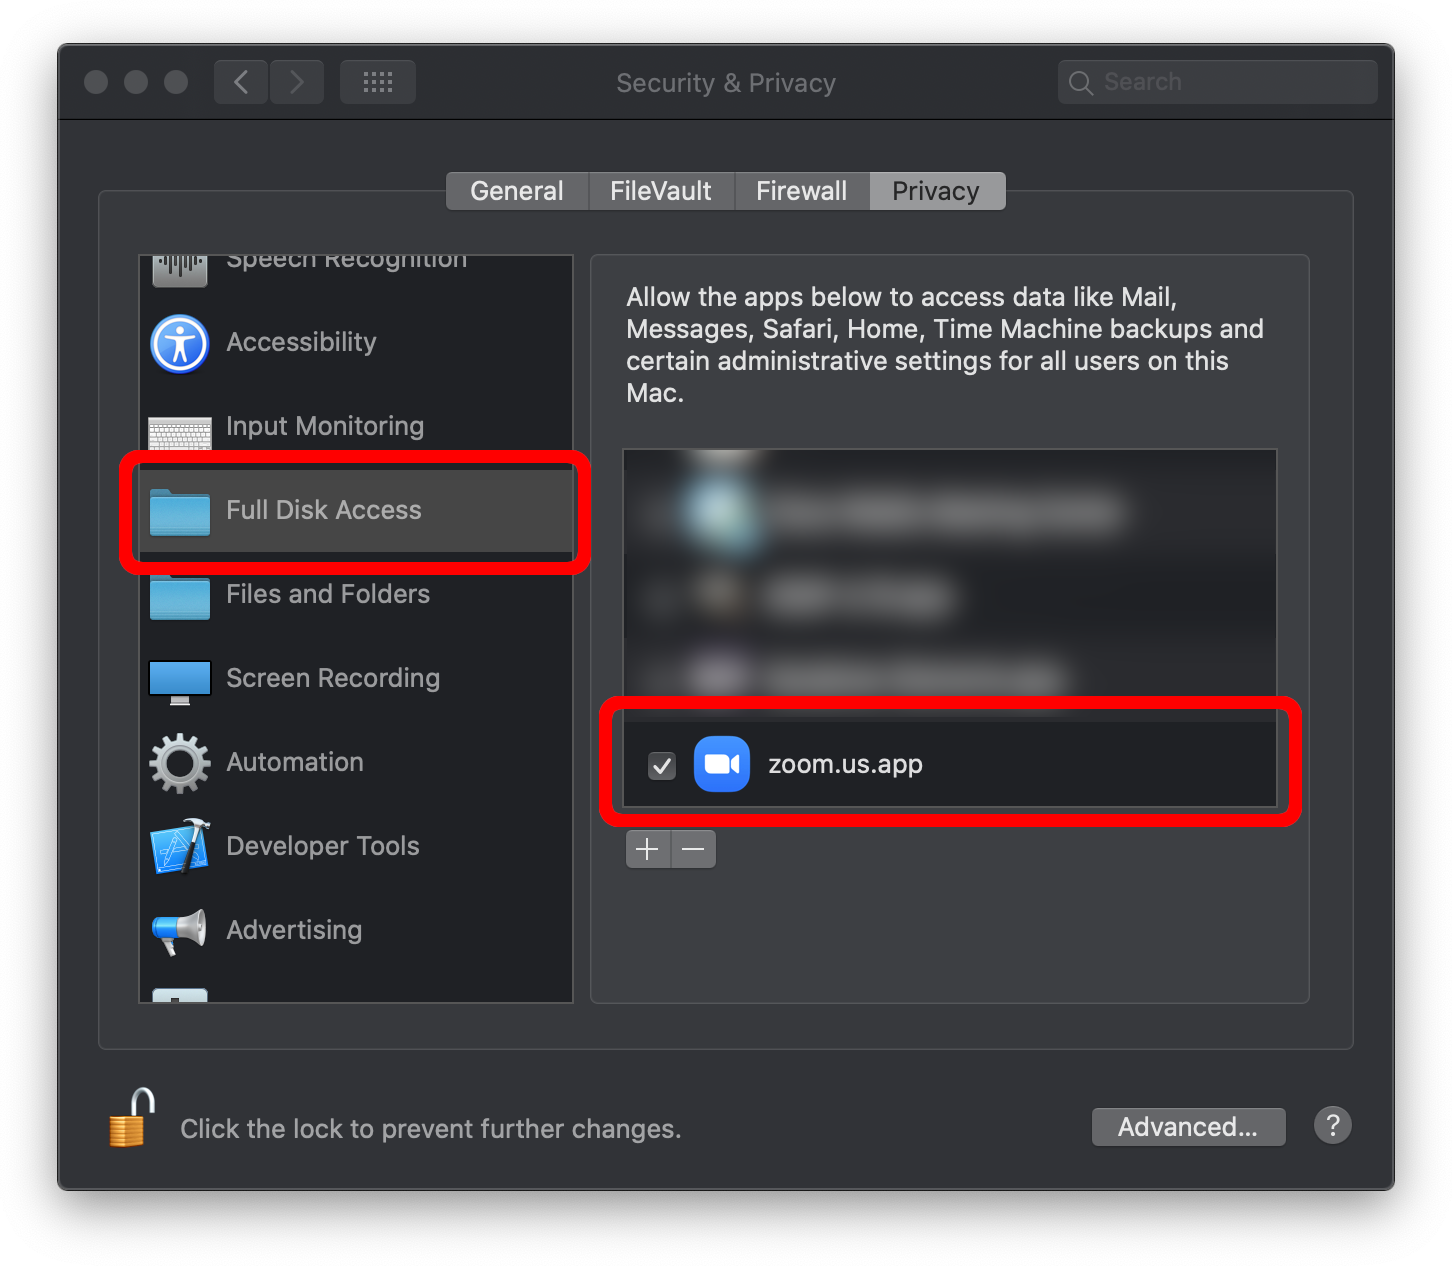 Security & Privacy
Search
General
FileVault
Firewall
Privacy
Speech Recognition
Accessibility
Input Monitoring
Full Disk Access
Files and Folders
Screen Recording
Automation
Developer Tools
Advertising
Allow the apps below to access data like Mail,
Messages, Safari, Home, Time Machine backups and
certain administrative settings for all users on this
Mac.
zoom.us.app
Click the lock to prevent further changes.
Advanced...
?